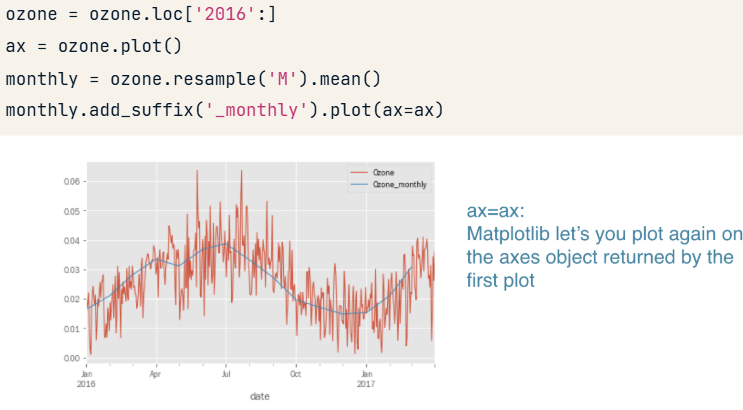 ozone = ozone.loc['2016':]
ax = ozone.plot()
monthly = ozone.resample('M').mean()
monthly.add_suffix('_monthly').plot(ax=ax)
Ozone
Ozone_monthly
0.06
0.05
0.04
0.03
0.02
0.01
0.00
Jan Apr Jul Oct Jan
2016 2017
date
ax=ax:
Matplotlib let's you plot again on
the axes object returned by the
first plot